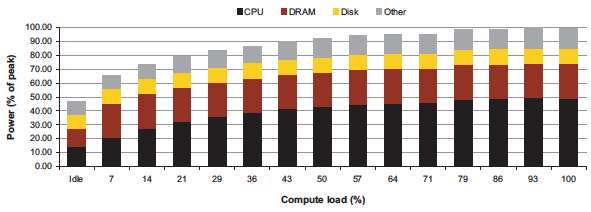 CPU DRAM Disk Other
100.00
90.00
80.00
70.00
60.00
50.00
40.00
30.00
20.00
10.00
0.00
Power (% of peak)
Idle 7 14 21 29 36 43 50 57 64 71 79 86 93 100
Compute load (%)